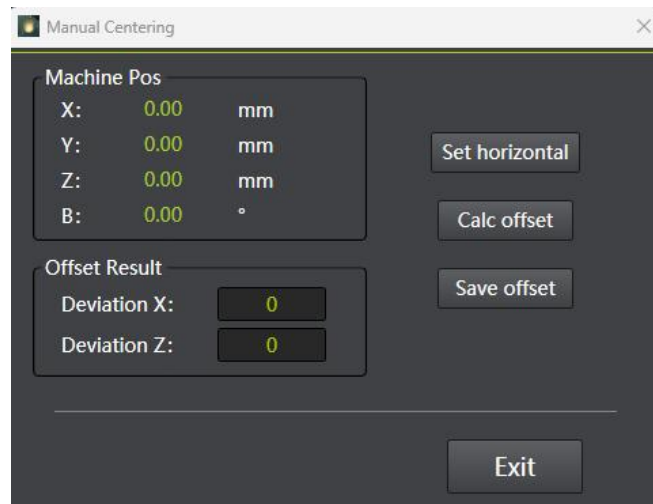 Manual Centering
Machine Pos
X: 0.00 mm
Y: 0.00 mm
Z: 0.00 mm
B: 0.00 °
Set horizontal
Calc offset
Save offset
Offset Result
Deviation X: 0
Deviation Z: 0
Exit